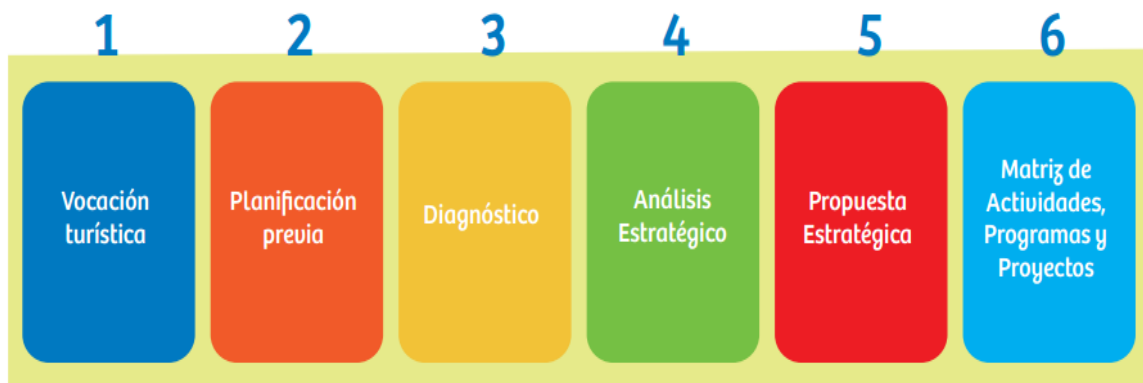 1
2
3
4
5
6
Vocación
turística
Planificación
previa
Diagnóstico
Análisis
Estratégico
Propuesta
Estratégica
Matriz de
Actividades,
Programas y
Proyectos